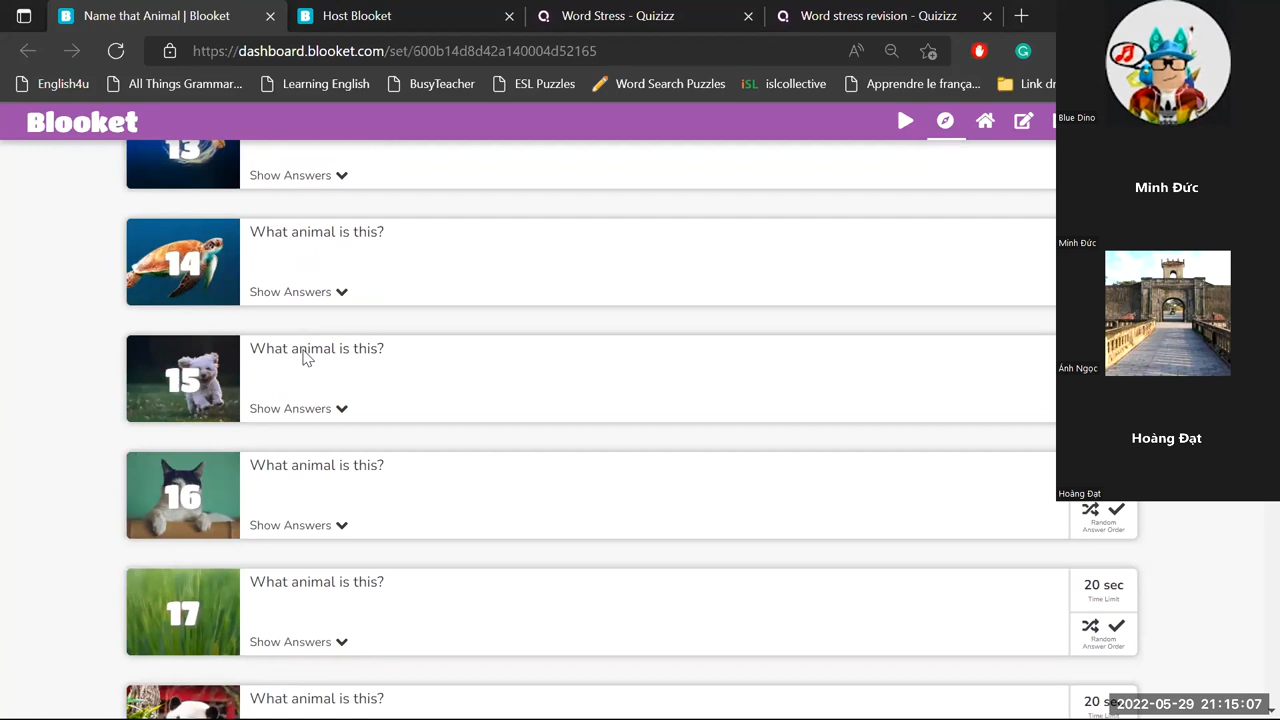 Name that Animal | Blooket
Host Blooket
Word Stress - Quizizz
Word stress revision - Quizizz
https://dashboard.blooket.com/set/6
English4u
All Things Grammar...
Learning English
ESL Puzzles
Word Search Puzz
iSL
islcollective
Apprendre le frança...
Link dr
Blooket
Blue Dino
13
Show Answers
Minh Đức
Minh Đức
14
What animal is this?
Show Answers
15
What animal is this?
Show Answers
Ánh Ngọc
Hoàng Đạt
Hoàng Đạt
16
What animal is this?
Show Answers
Random
Answer Order
17
What animal is this?
Show Answers
20 sec
Time Limit
Random
Answer Order
What animal is this?
20 se
2022-05-29 21:15:07